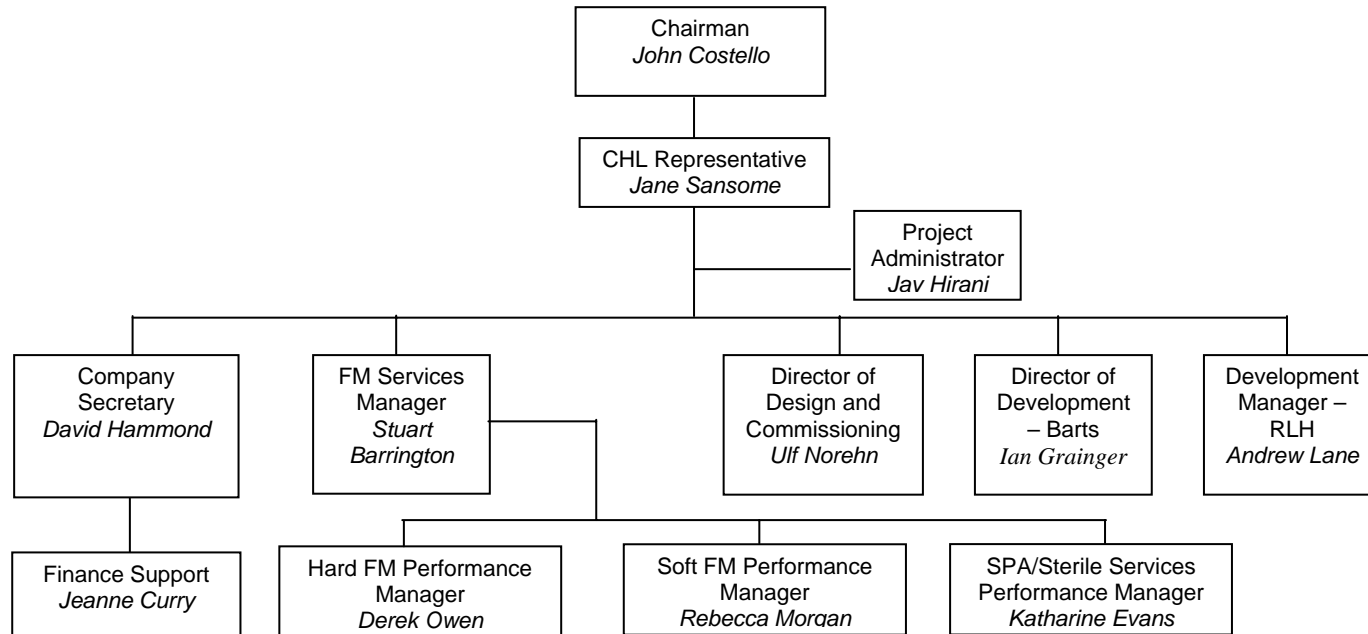 Chairman
John Costello
CHL Representative
Jane Sansome
Project
Administrator
Jav Hirani
Company
Secretary
David Hammond
FM Services
Manager
Stuart
Barrington
Director of
Design and
Commissioning
Ulf Norehn
Director of
Development
– Barts
Ian Grainger
Development
Manager –
RLH
Andrew Lane
Finance Support
Jeanne Curry
Hard FM Performance
Manager
Derek Owen
Soft FM Performance
Manager
Rebecca Morgan
SPA/Sterile Services
Performance Manager
Katharine Evans